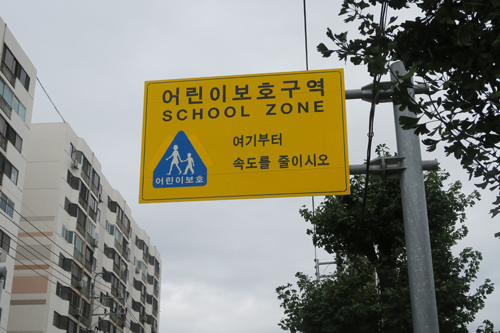 어린이보호구역
SCHOOL ZONE
여기부터
속도를 줄이시오
어린이보호